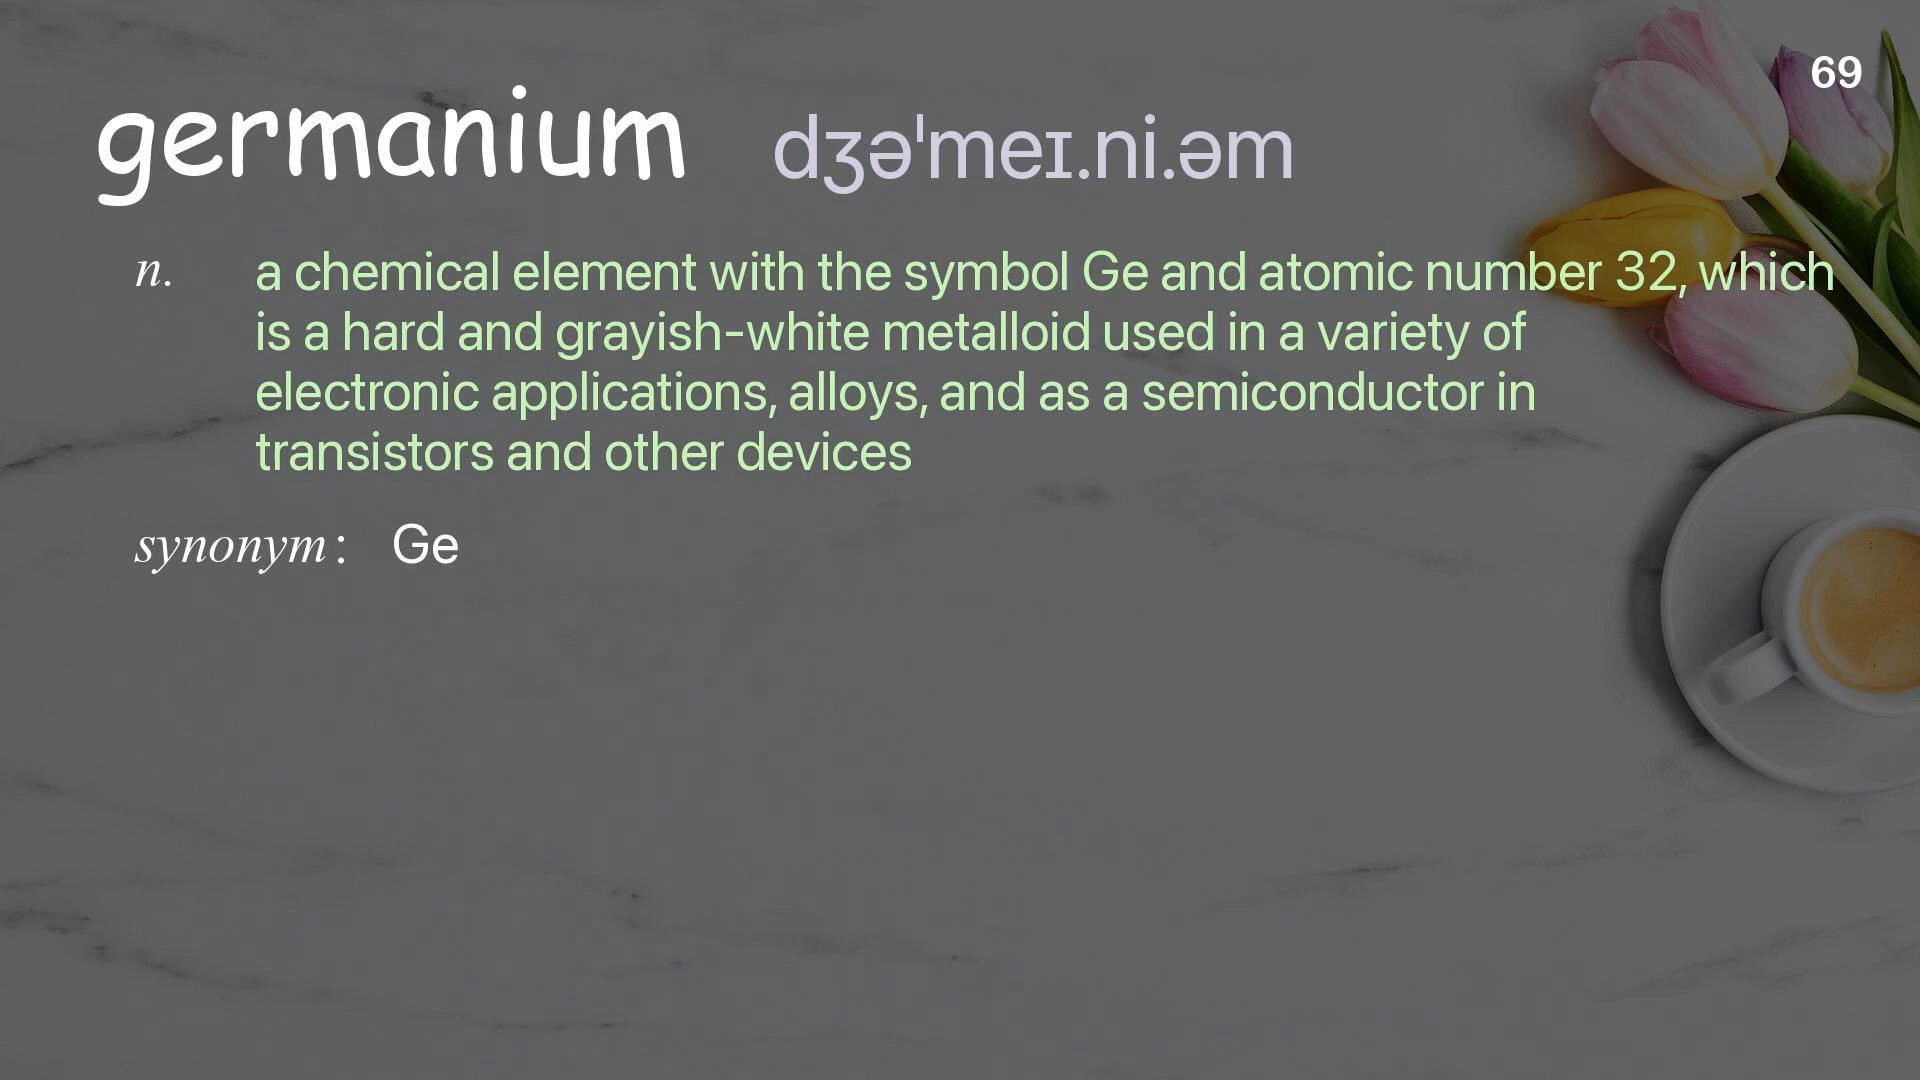 69
germanium dʒəˈmeɪ.ni.əm
n. a chemical element with the symbol Ge and atomic number 32, which
is a hard and grayish-white metalloid used in a variety of
electronic applications, alloys, and as a semiconductor in
transistors and other devices
synonym: Ge